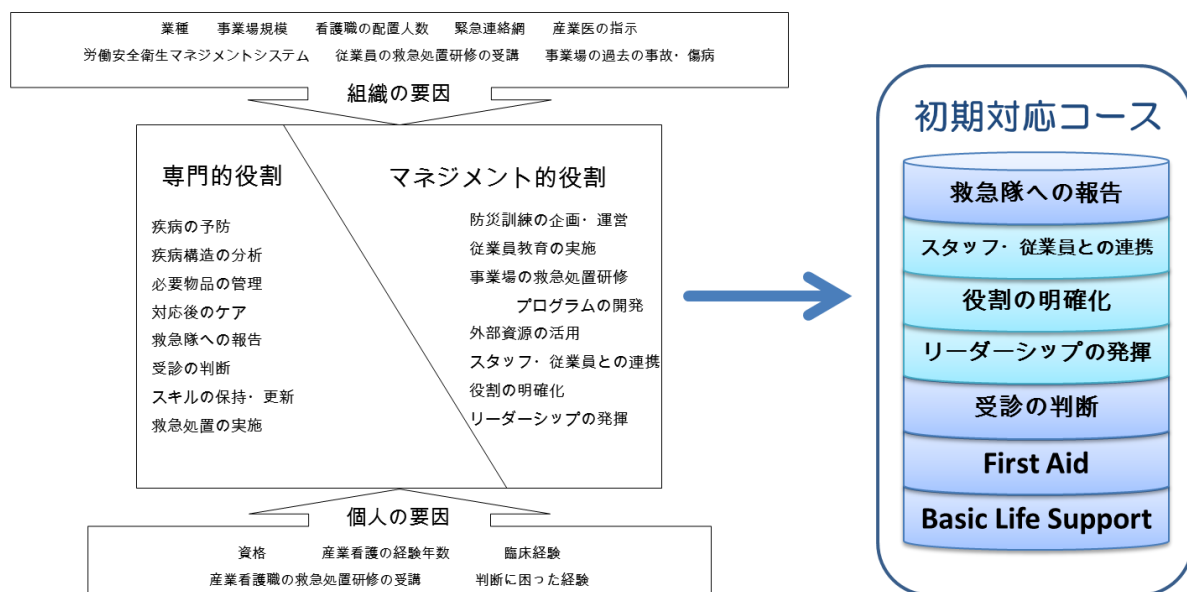 業種 事業場規模 看護職の配置人数 緊急連絡網 産業医の指示
労働安全衛生マネジメントシステム 従業員の救急処置研修の受講 事業場の過去の事故・傷病
組織の要因
専門的役割
疾病の予防
疾病構造の分析
必要物品の管理
対応後のケア
救急隊への報告
受診の判断
スキルの保持・更新
救急処置の実施
マネジメント的役割
防災訓練の企画・運営
従業員教育の実施
事業場の救急処置研修
プログラムの開発
外部資源の活用
スタッフ・従業員との連携
役割の明確化
リーダーシップの発揮
個人の要因
資格 産業看護の経験年数 臨床経験
産業看護職の救急処置研修の受講 判断に困った経験
初期対応コース
救急隊への報告
スタッフ・従業員との連携
役割の明確化
リーダーシップの発揮
受診の判断
First Aid
Basic Life Support